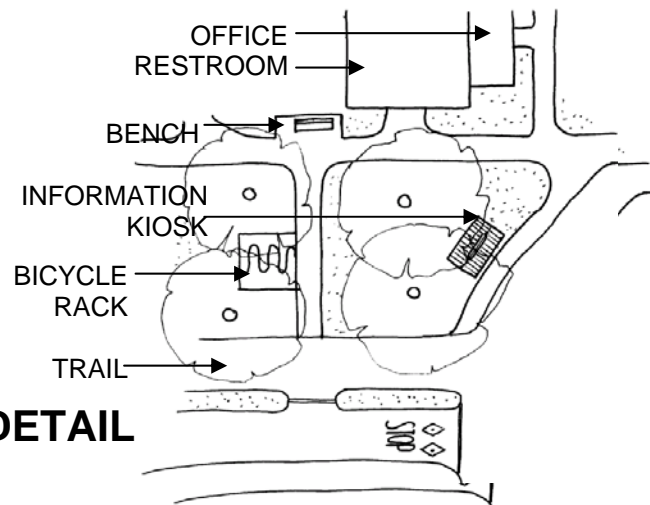 OFFICE
RESTROOM
BENCH
INFORMATION
KIOSK
BICYCLE
RACK
TRAIL
DETAIL
STOP